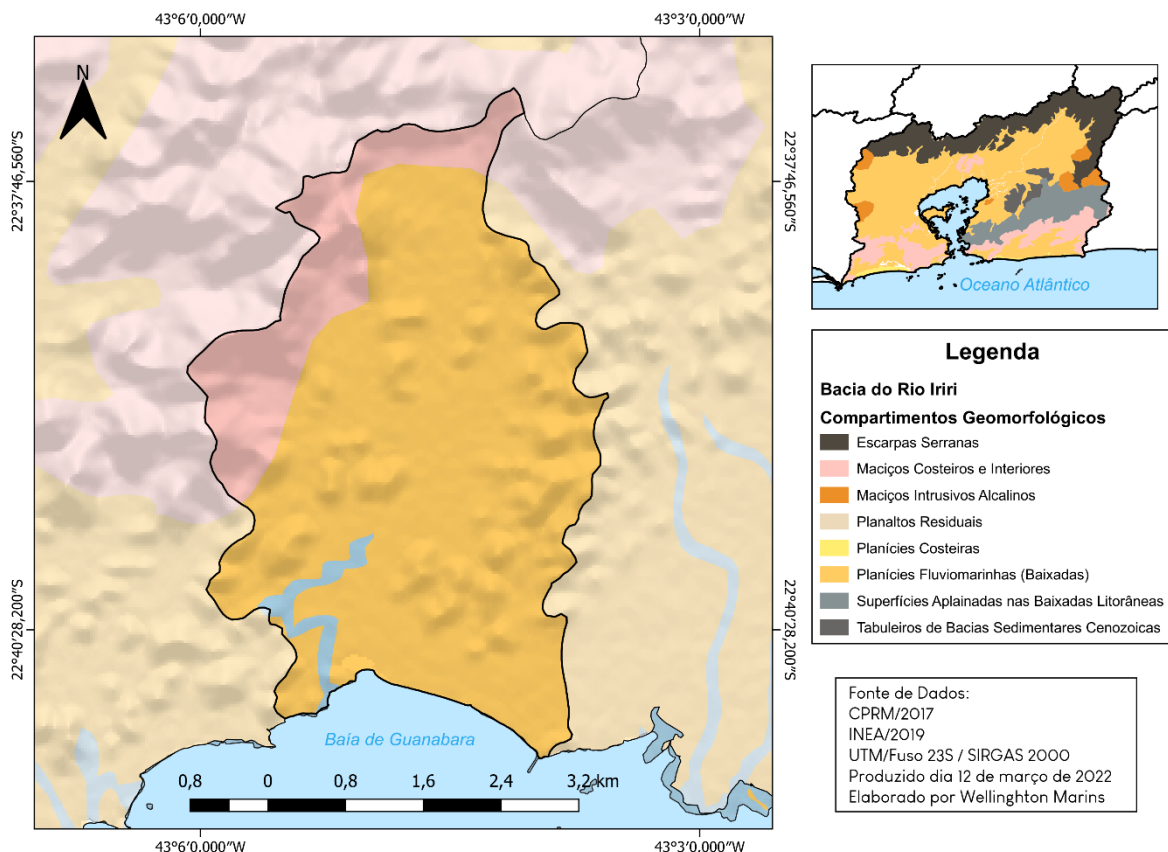 43°6′0,000″W
43°3′0,000″W
N
22°37′46,560″S
22°37′46,560″S
Oceano Atlântico
Legenda
Bacia do Rio Iriri
Compartimentos Geomorfológicos
Escarpas Serranas
Maciços Costeiros e Interiores
Maciços Intrusivos Alcalinos
Planaltos Residuais
Planícies Costeiras
Planícies Fluviomarinhas (Baixadas)
Superfícies Aplainadas nas Baixadas Litorâneas
Tabuleiros de Bacias Sedimentares Cenozoicas
22°40′28,200″S
22°40′28,200″S
Baía de Guanabara
0,8 0 0,8 1,6 2,4 3,2 km
43°6′0,000″W
43°3′0,000″W
Fonte de Dados:
CPRM/2017
INEA/2019
UTM/Fuso 23S / SIRGAS 2000
Produzido dia 12 de março de 2022
Elaborado por Wellinghton Marins